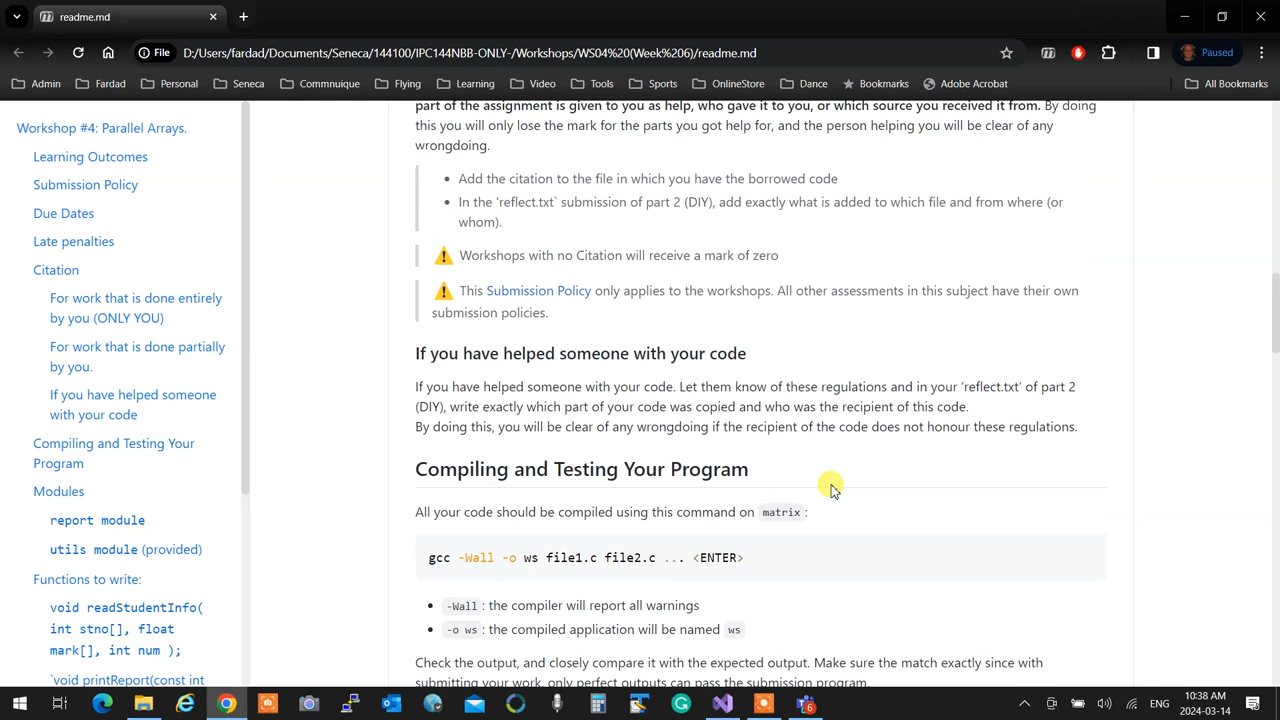 readme.md
File
D:/Users/fardad/Documents/Seneca/144100/IPC144NBB-ONLY-/Workshops/WS04%20(Week%206)/readme.md
Paused
Admin
Fardad
Personal
Seneca
Commnuique
Flying
Learning
Video
Tools
Sports
OnlineStore
Dance
Bookmarks
Adobe Acrobat
All Bookmarks
Workshop #4: Parallel Arrays.
Learning Outcomes
Submission Policy
Due Dates
Late penalties
Citation
For work that is done entirely
by you (ONLY YOU)
For work that is done partially
by you.
If you have helped someone
with your code
Compiling and Testing Your
Program
Modules
report module
utils module (provided)
Functions to write:
void readStudentInfo(
int stno[], float
mark[], int num );
`void printReport(const int
part of the assignment is given to you as help, who gave it to you, or which source you received it from. By doing
this you will only lose the mark for the parts you got help for, and the person helping you will be clear of any
wrongdoing.
• Add the citation to the file in which you have the borrowed code
• In the 'reflect.txt` submission of part 2 (DIY), add exactly what is added to which file and from where (or
whom).
Workshops with no Citation will receive a mark of zero
This Submission Policy only applies to the workshops. All other assessments in this subject have their own
submission policies.
If you have helped someone with your code
If you have helped someone with your code. Let them know of these regulations and in your 'reflect.txt' of part 2
(DIY), write exactly which part of your code was copied and who was the recipient of this code.
By doing this, you will be clear of any wrongdoing if the recipient of the code does not honour these regulations.
Compiling and Testing Your Program
All your code should be compiled using this command on matrix:
gcc -Wall -o ws file1.c file2.c ... <ENTER>
• -Wall: the compiler will report all warnings
• -o ws: the compiled application will be named ws
Check the output, and closely compare it with the expected output. Make sure the match exactly since with
submitting your work, only perfect outputs can pass the submission program.
ENG
10:38 AM
2024-03-14